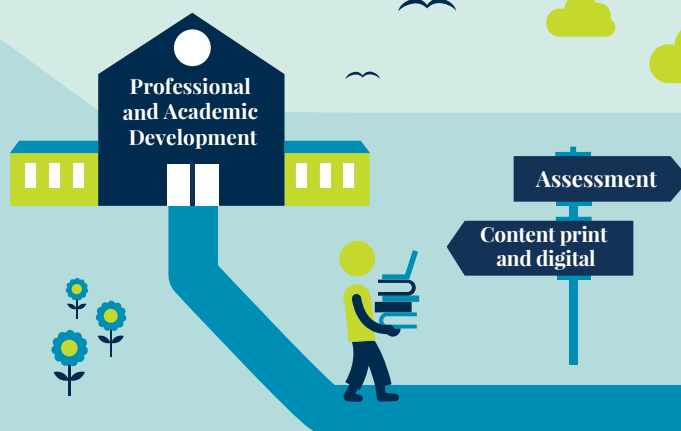 Professional
and Academic
Development
Assessment
Content print
and digital